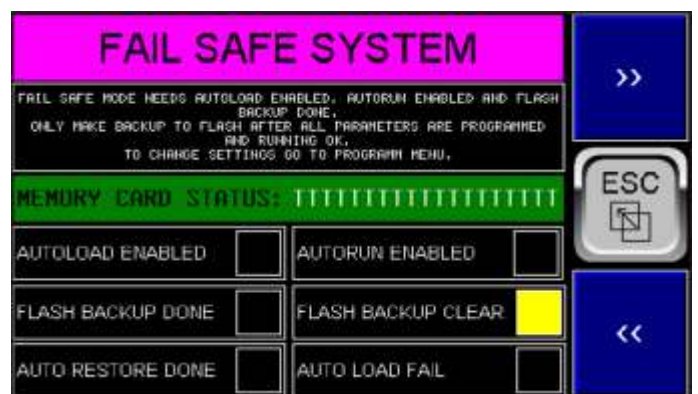 FAIL SAFE SYSTEM
>>
FAIL SAFE MODE NEEDS AUTOLOAD ENABLED, AUTORUN ENABLED AND FLASH
BACKUP DONE.
ONLY MAKE BACKUP TO FLASH AFTER ALL PARAMETERS ARE PROGRAMMED
AND RUNNING OK.
TO CHANGE SETTINGS GO TO PROGRAMM MENU.
MEMORY CARD STATUS: TTTTTTTTTTTTTTTTTTTT
ESC
AUTOLOAD ENABLED
AUTORUN ENABLED
FLASH BACKUP DONE
FLASH BACKUP CLEAR
<<
AUTO RESTORE DONE
AUTO LOAD FAIL